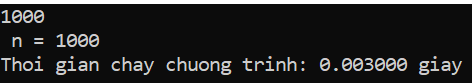 1000
n = 1000
Thoi gian chay chuong trinh: 0.003000 giay